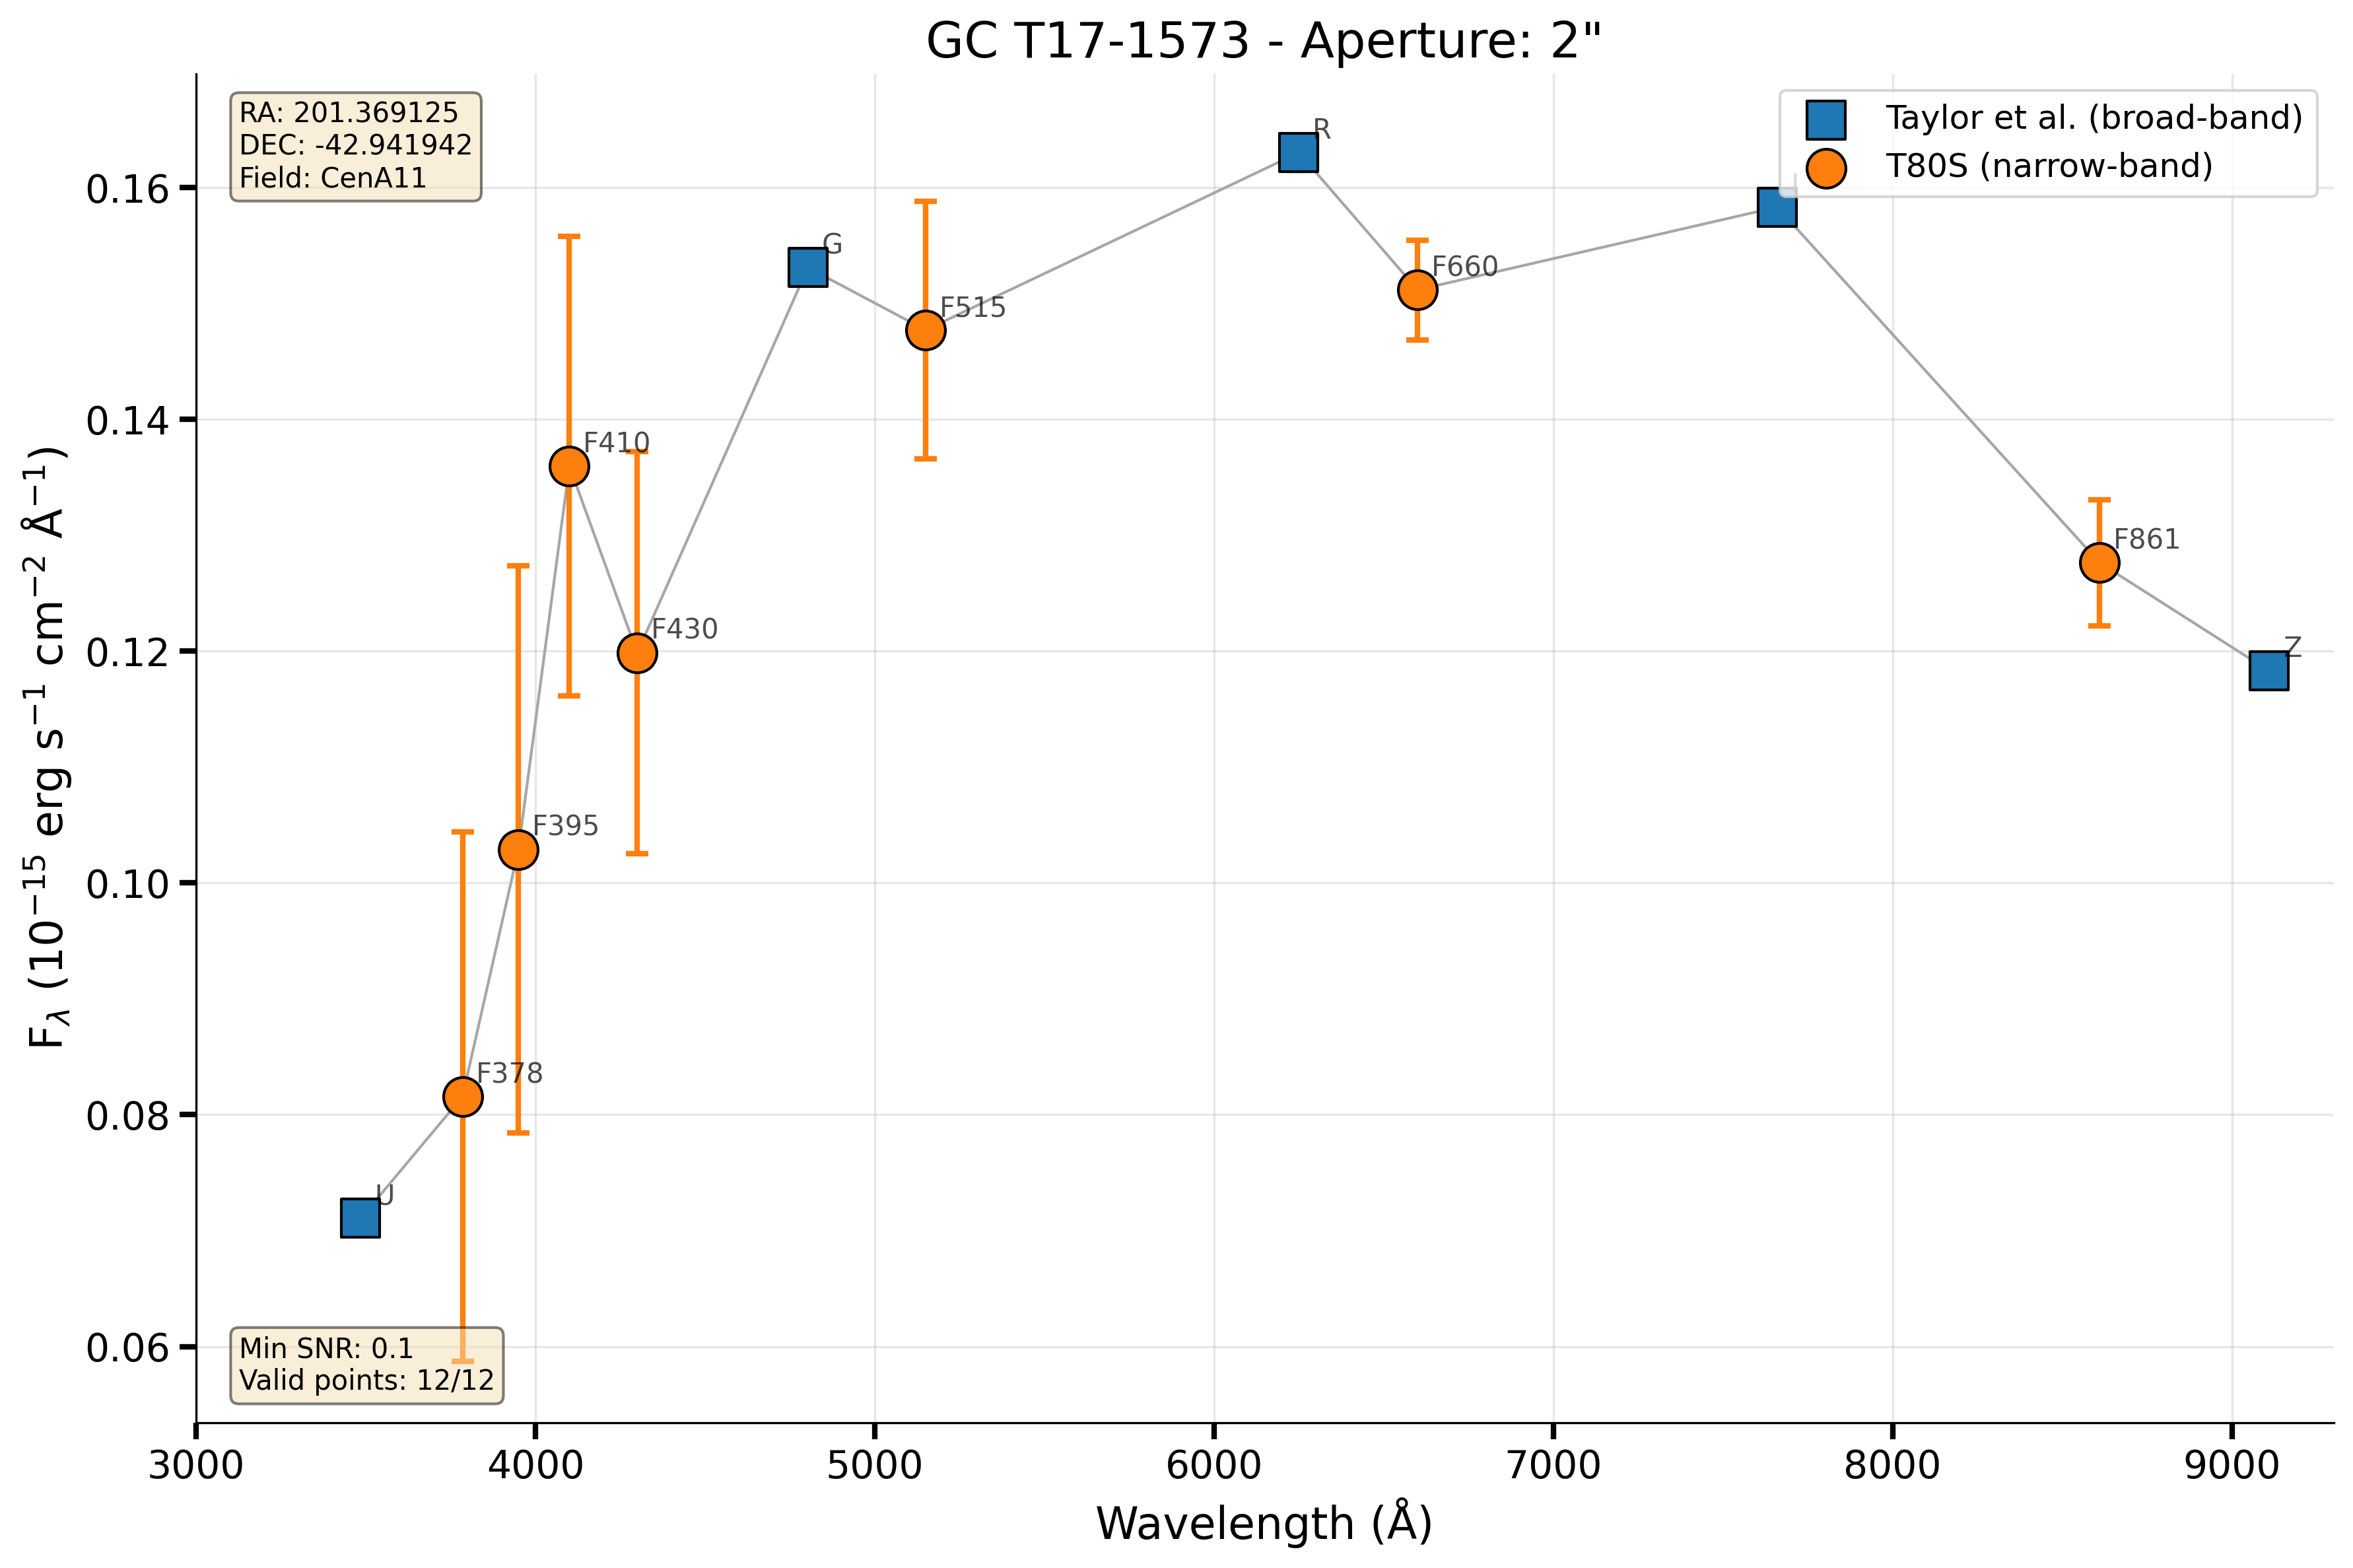 GC T17-1573 - Aperture: 2"
RA: 201.369125
DEC: -42.941942
Field: CenA11
Taylor et al. (broad-band)
T80S (narrow-band)
R
G
F660
F515
F410
F861
F430
Z
F395
F378
U
Min SNR: 0.1
Valid points: 12/12
0.16
0.14
0.12
0.10
0.08
0.06
F_λ (10⁻¹⁵ erg s⁻¹ cm⁻² Å⁻¹)
3000 4000 5000 6000 7000 8000 9000
Wavelength (Å)